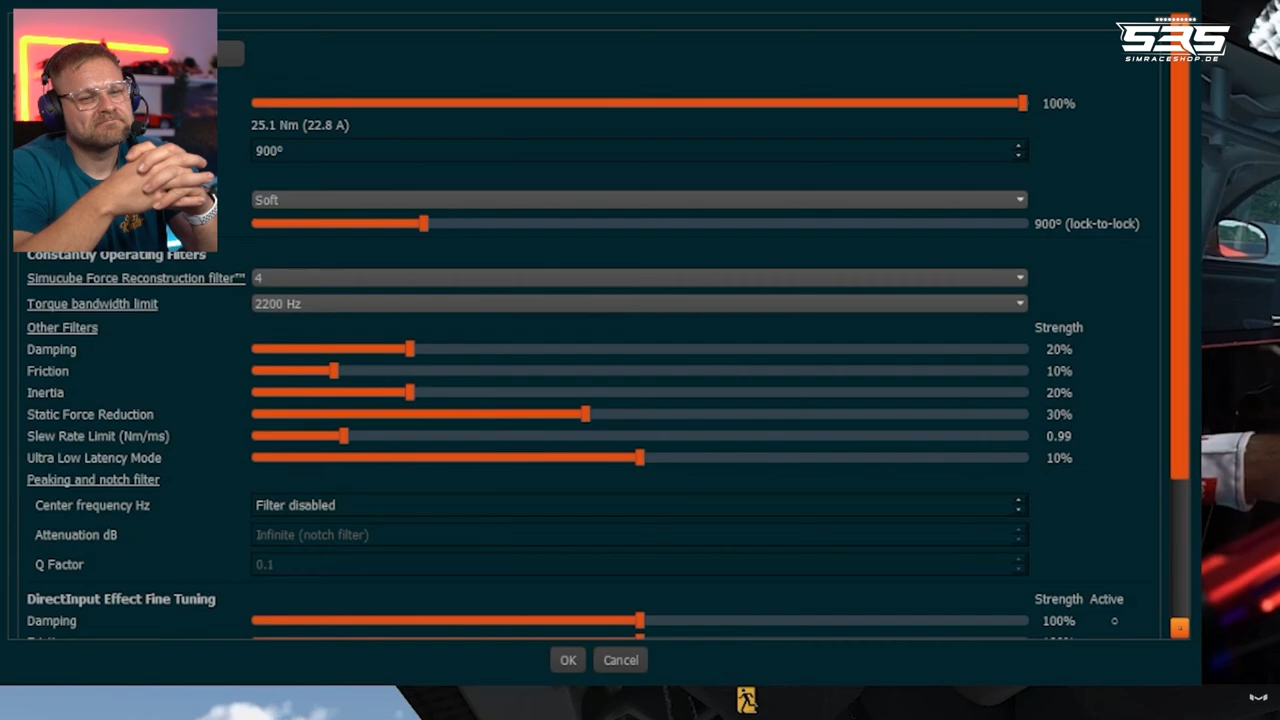 SRS
SIMRACESHOP.DE
100%
25.1 Nm (22.8 A)
900º
Soft
900º (lock-to-lock)
Constantly Operating Filters
Simucube Force Reconstruction filter™ 4
Torque bandwidth limit 2200 Hz
Other Filters Strength
Damping 20%
Friction 10%
Inertia 20%
Static Force Reduction 30%
Slew Rate Limit (Nm/ms) 0.99
Ultra Low Latency Mode 10%
Peaking and notch filter
Center frequency Hz Filter disabled
Attenuation dB Infinite (notch filter)
Q Factor 0.1
DirectInput Effect Fine Tuning Strength Active
Damping 100%
OK Cancel